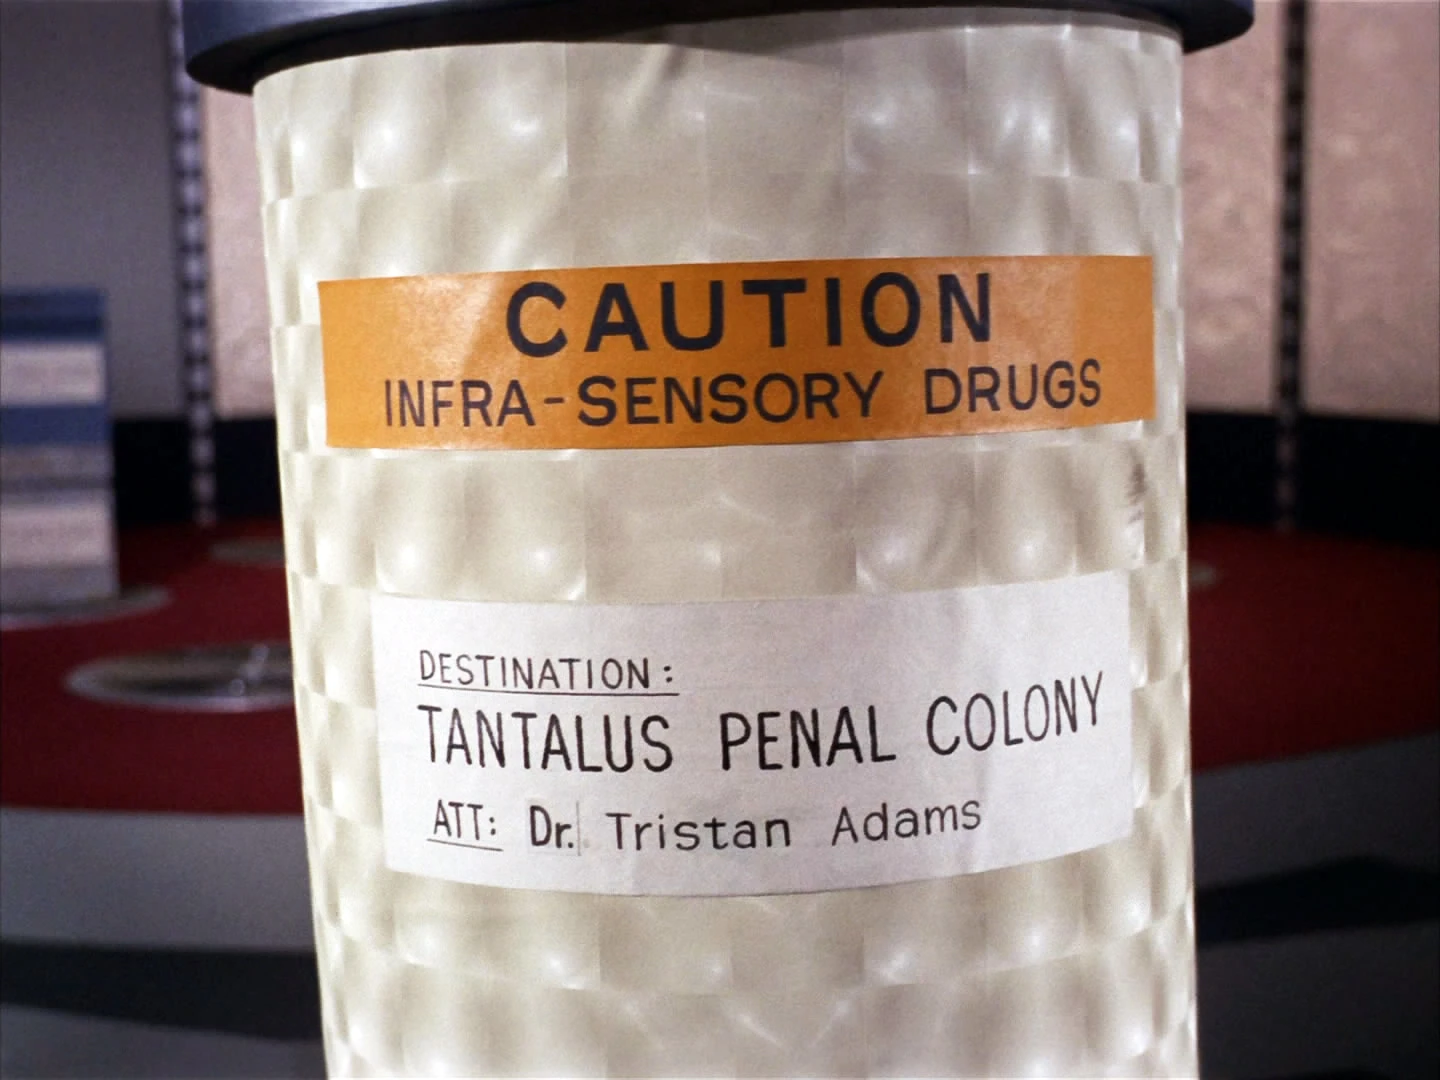 CAUTION
INFRA-SENSORY DRUGS
DESTINATION:
TANTALUS PENAL COLONY
ATT: Dr. Tristan Adams